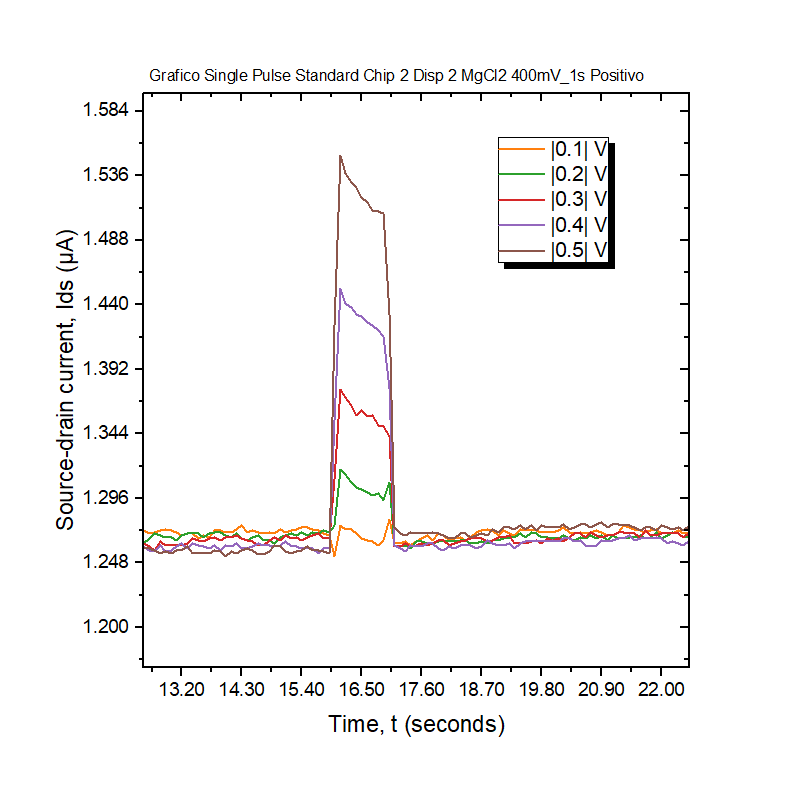 Grafico Single Pulse Standard Chip 2 Disp 2 MgCl2 400mV_1s Positivo
1.584
1.536
1.488
1.440
1.392
1.344
1.296
1.248
1.200
Source-drain current, Ids (µA)
|0.1| V
|0.2| V
|0.3| V
|0.4| V
|0.5| V
13.20 14.30 15.40 16.50 17.60 18.70 19.80 20.90 22.00
Time, t (seconds)